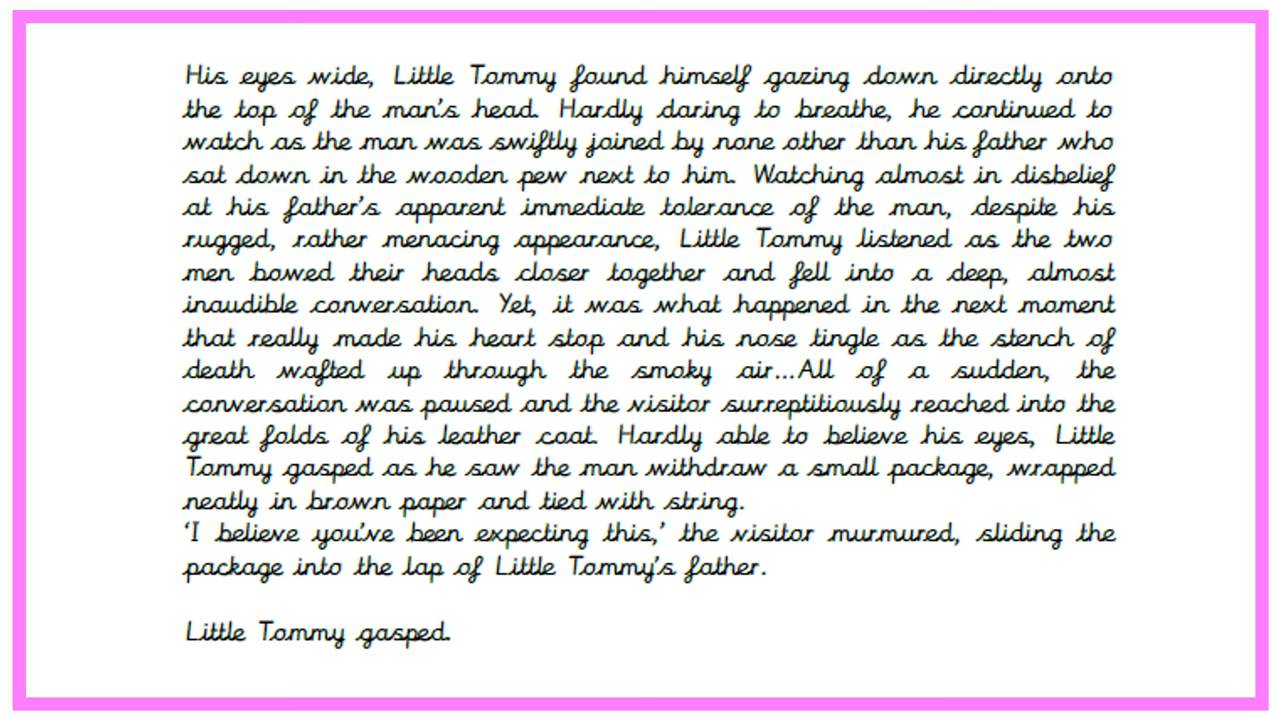 His eyes wide, Little Tommy found himself gazing down directly onto
the top of the man's head. Hardly daring to breathe, he continued to
watch as the man was swiftly joined by none other than his father who
sat down in the wooden pew next to him. Watching almost in disbelief
at his father's apparent immediate tolerance of the man, despite his
rugged, rather menacing appearance, Little Tommy listened as the two
men bowed their heads closer together and fell into a deep, almost
inaudible conversation. Yet, it was what happened in the next moment
that really made his heart stop and his nose tingle as the stench of
death wafted up through the smoky air...All of a sudden, the
conversation was paused and the visitor surreptitiously reached into the
great folds of his leather coat. Hardly able to believe his eyes, Little
Tommy gasped as he saw the man withdraw a small package, wrapped
neatly in brown paper and tied with string.
‘I believe you've been expecting this,’ the visitor murmured, sliding the
package into the lap of Little Tommy's father.
Little Tommy gasped.